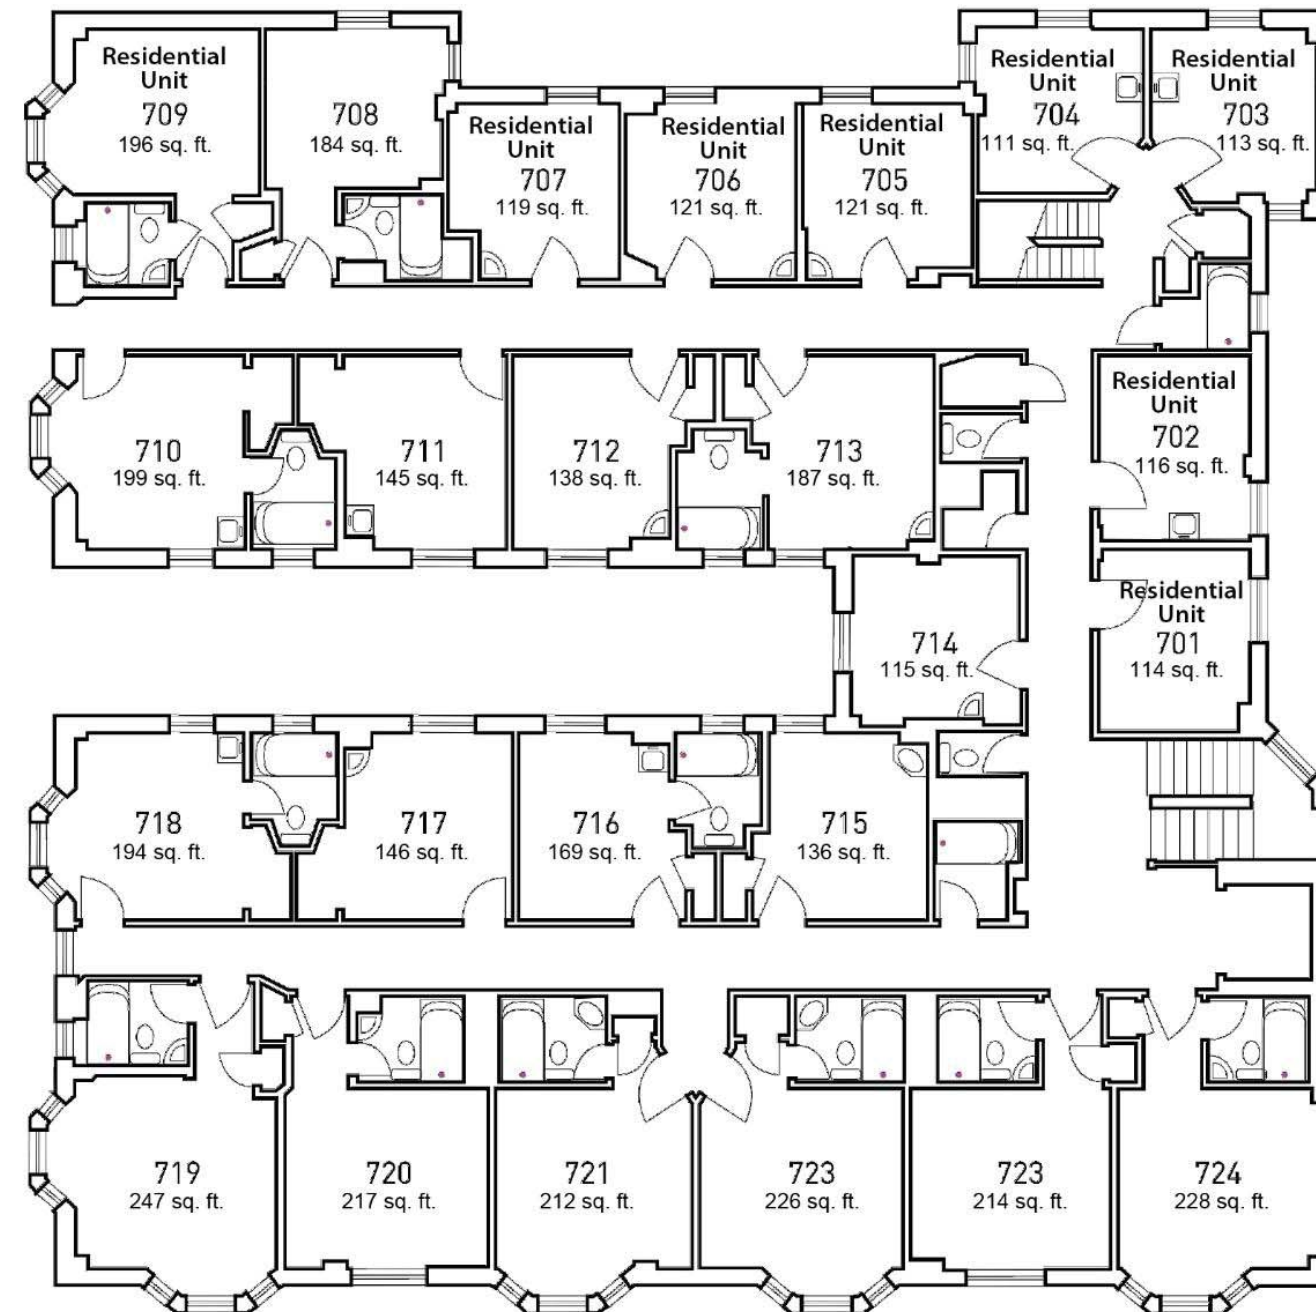 Residential
Unit
709
196 sq. ft.
708
184 sq. ft.
Residential
Unit
707
119 sq. ft.
Residential
Unit
706
121 sq. ft.
Residential
Unit
705
121 sq. ft.
Residential
Unit
704
111 sq. ft.
Residential
Unit
703
113 sq. ft.
710
199 sq. ft.
711
145 sq. ft.
712
138 sq. ft.
713
187 sq. ft.
Residential
Unit
702
116 sq. ft.
714
115 sq. ft.
Residential
Unit
701
114 sq. ft.
718
194 sq. ft.
717
146 sq. ft.
716
169 sq. ft.
715
136 sq. ft.
719
247 sq. ft.
720
217 sq. ft.
721
212 sq. ft.
723
226 sq. ft.
723
214 sq. ft.
724
228 sq. ft.